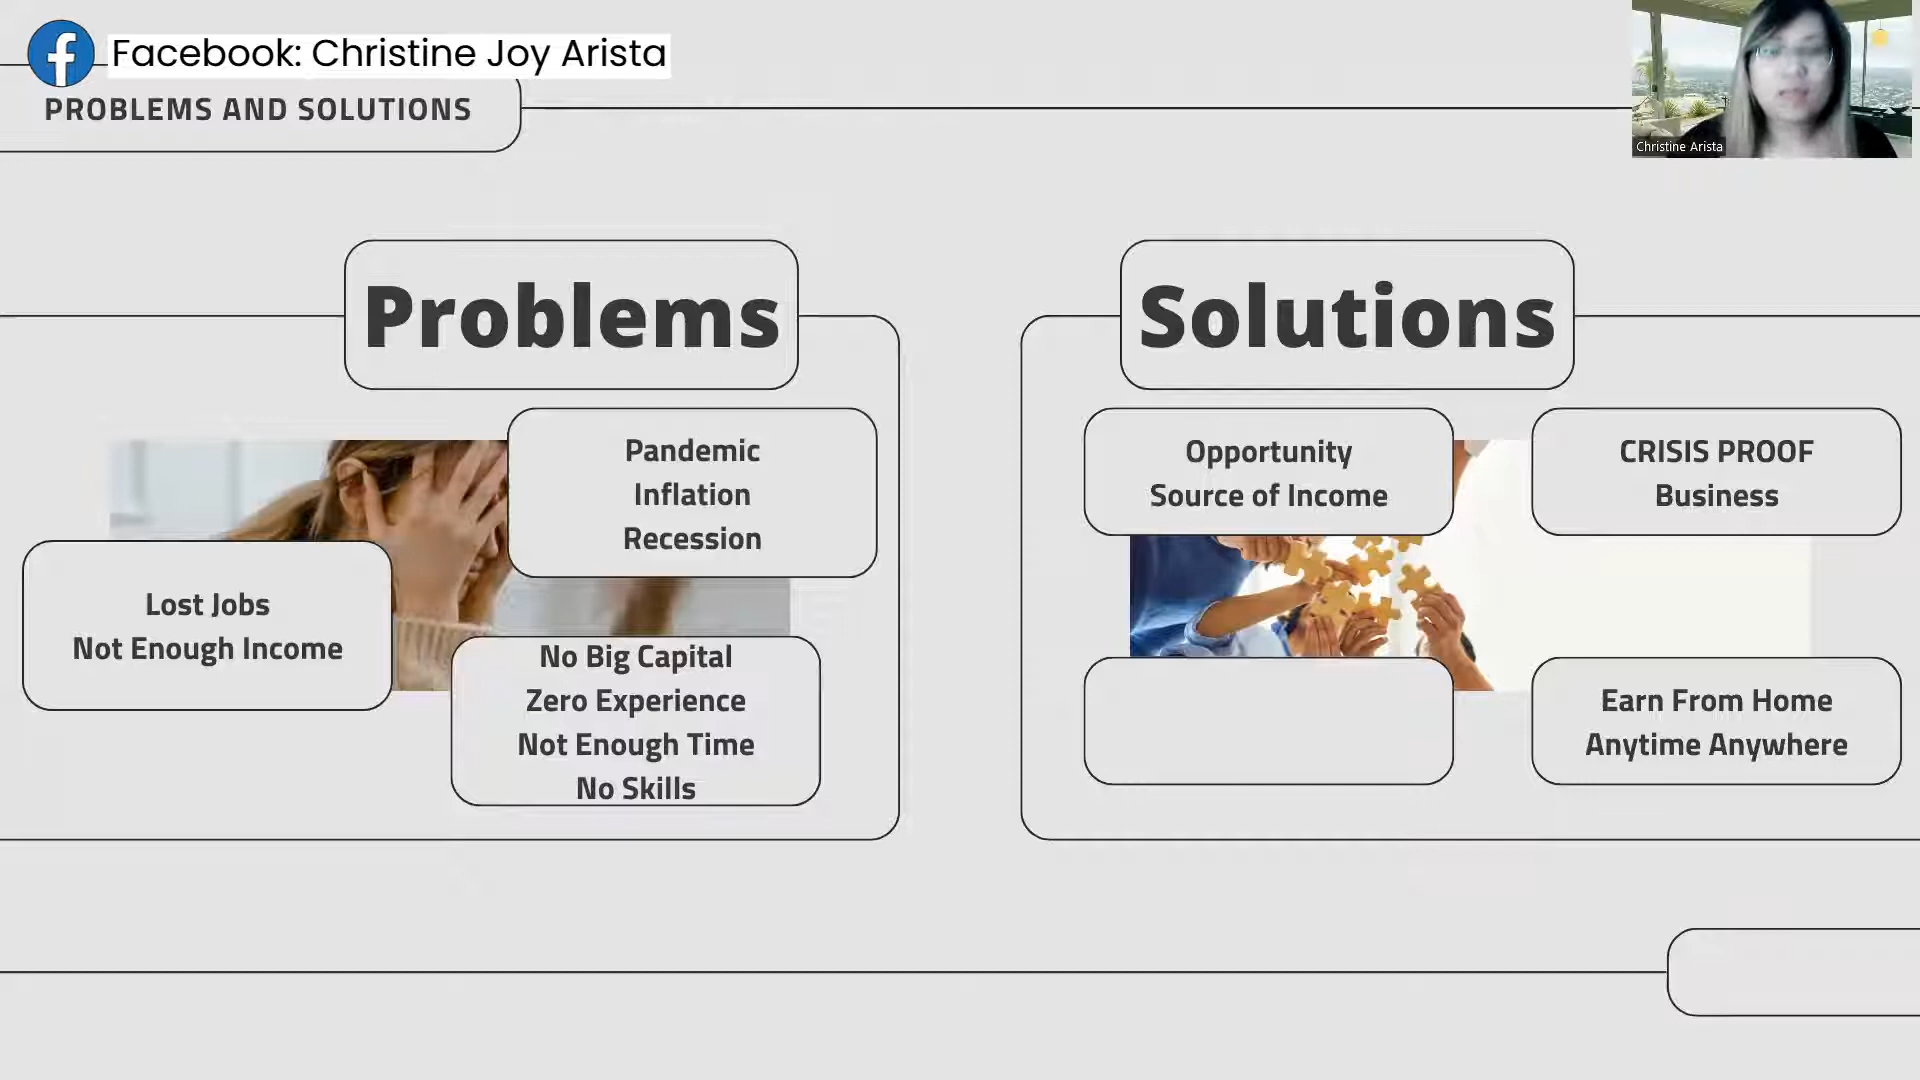 Facebook: Christine Joy Arista
PROBLEMS AND SOLUTIONS
Christine Arista
Problems
Pandemic
Inflation
Recession
Lost Jobs
Not Enough Income
No Big Capital
Zero Experience
Not Enough Time
No Skills
Solutions
Opportunity
Source of Income
CRISIS PROOF
Business
Earn From Home
Anytime Anywhere